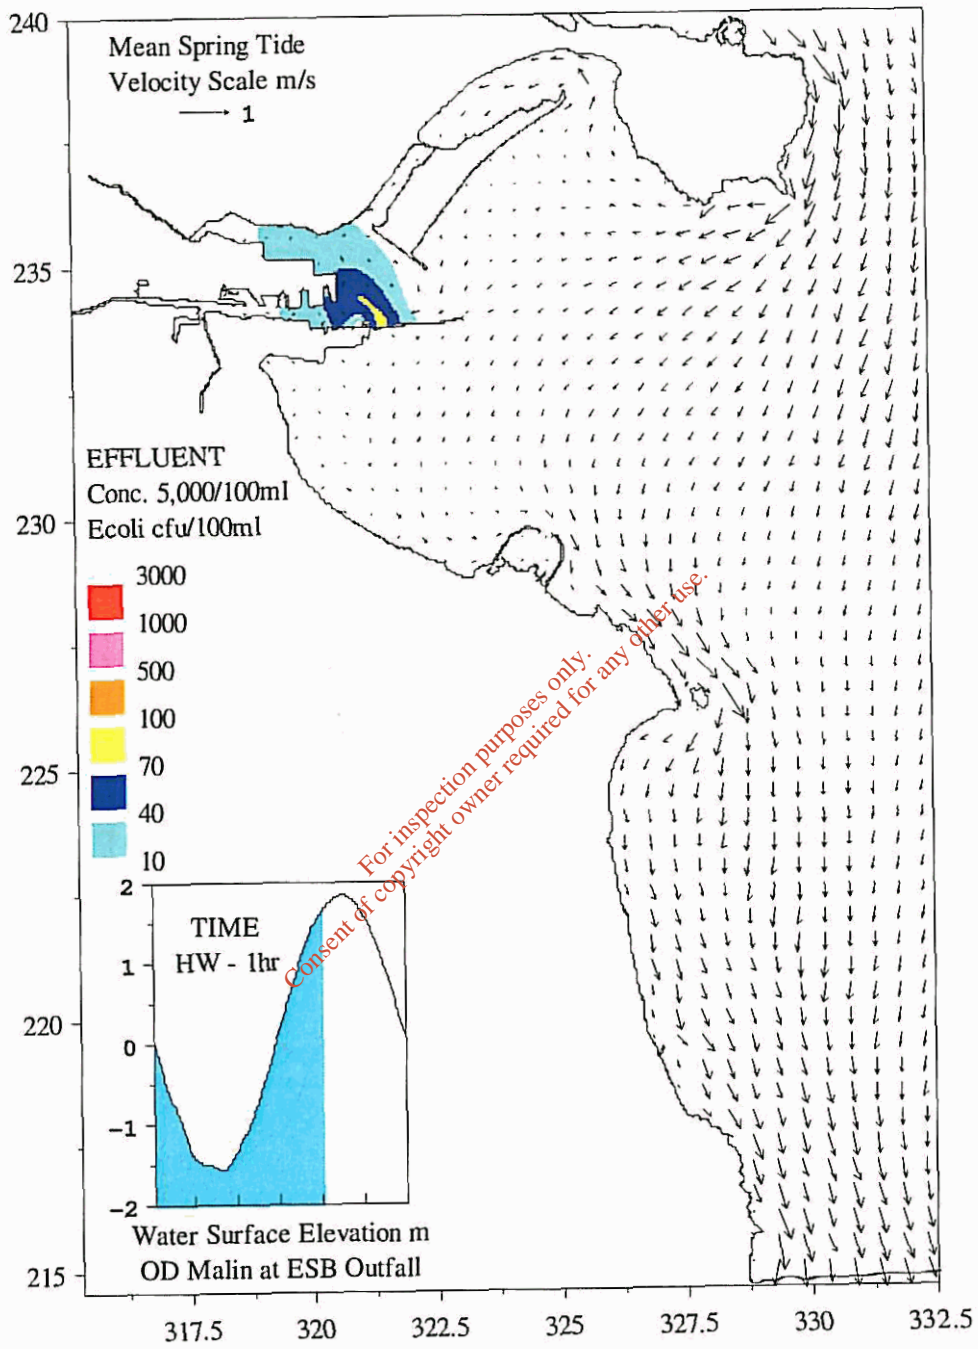 240
Mean Spring Tide
Velocity Scale m/s
1
235
EFFLUENT
Conc. 5,000/100ml
Ecoli cfu/100ml
230
3000
1000
500
100
70
40
10
225
220
215
2
1
0
-1
-2
TIME
HW - 1hr
Water Surface Elevation m
OD Malin at ESB Outfall
317.5 320 322.5 325 327.5 330 332.5
For inspection purposes only.
Consent of copyright owner required for any other use.